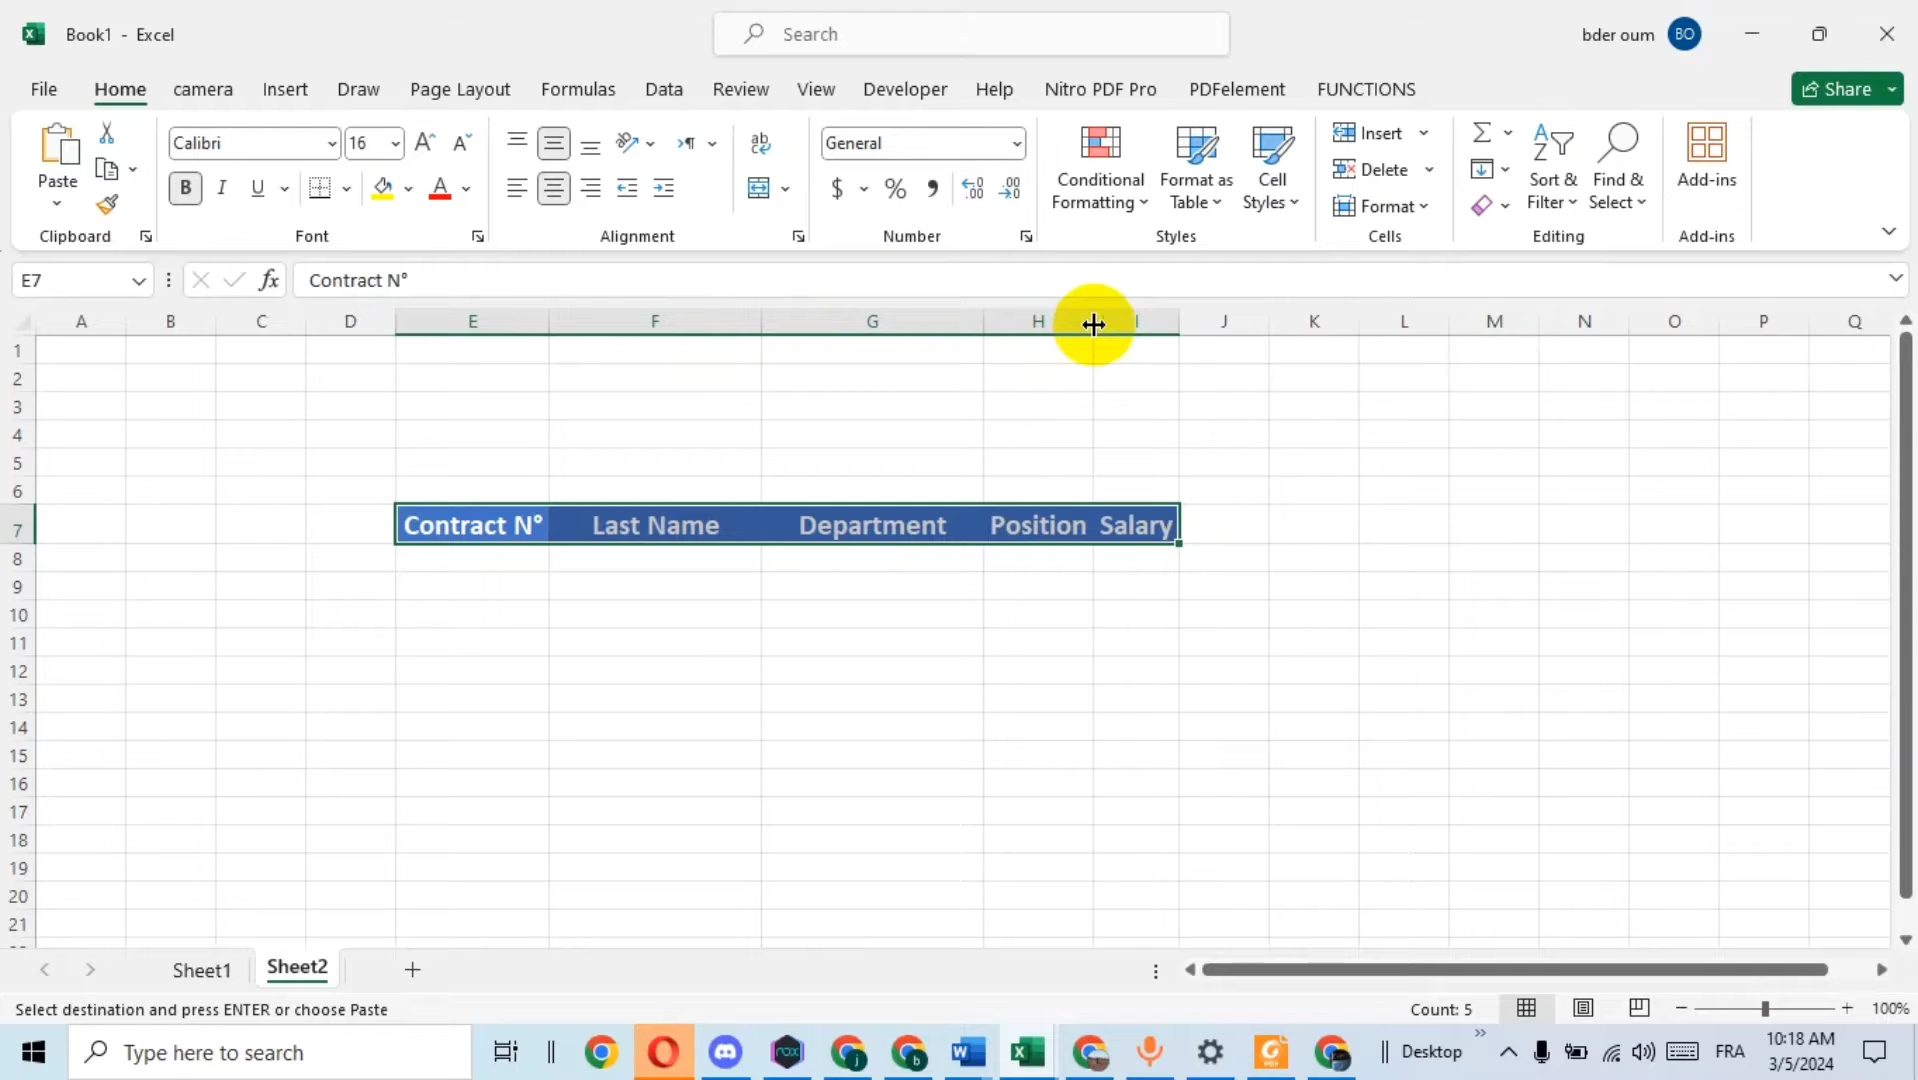 Book1 - Excel
Search
bder oum BO
File Home camera Insert Draw Page Layout Formulas Data Review View Developer Help Nitro PDF Pro PDFelement FUNCTIONS Share
Paste
Clipboard
Calibri 16
B I U A
Font
ab
Alignment
General
$ % ,
Number
Conditional Formatting
Format as Table
Cell Styles
Styles
Insert
Delete
Format
Cells
Sort & Filter
Find & Select
Editing
Add-ins
Add-ins
E7 fx Contract N°
A B C D E F G H I J K L M N O P Q
1
2
3
4
5
6
7 Contract N° Last Name Department Position Salary
8
9
10
11
12
13
14
15
16
17
18
19
20
21
Sheet1 Sheet2
Select destination and press ENTER or choose Paste Count: 5 100%
Type here to search Desktop FRA 10:18 AM
3/5/2024